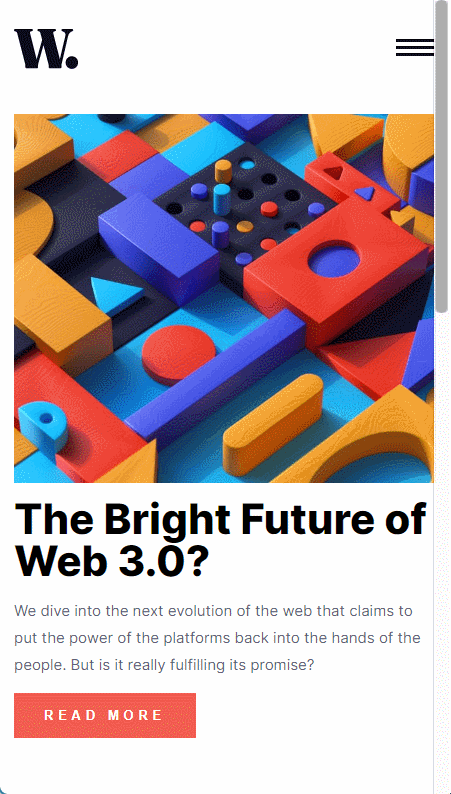 W.
The Bright Future of
Web 3.0?
We dive into the next evolution of the web that claims to
put the power of the platforms back into the hands of the
people. But is it really fulfilling its promise?
READ MORE